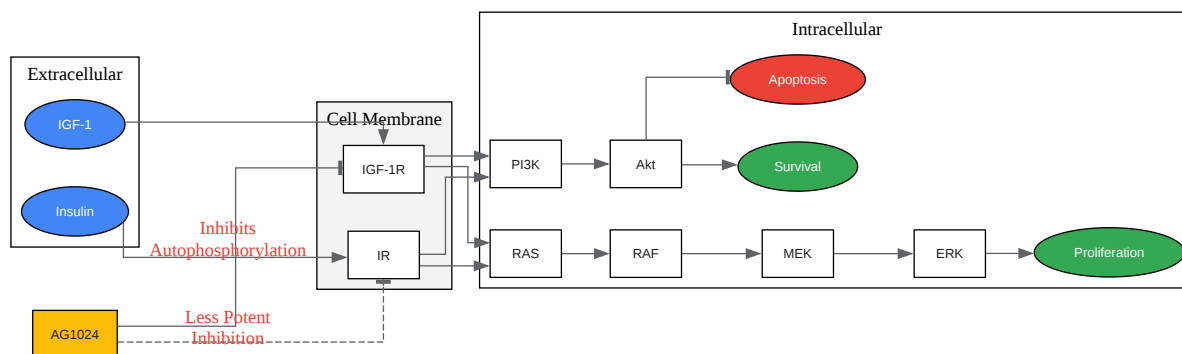 Intracellular
Extracellular
Apoptosis
Cell Membrane
IGF-1
IGF-1R
PI3K
Akt
Survival
Insulin
Inhibits
Autophosphorylation
IR
RAS
RAF
MEK
ERK
Proliferation
AG1024
Less Potent
Inhibition